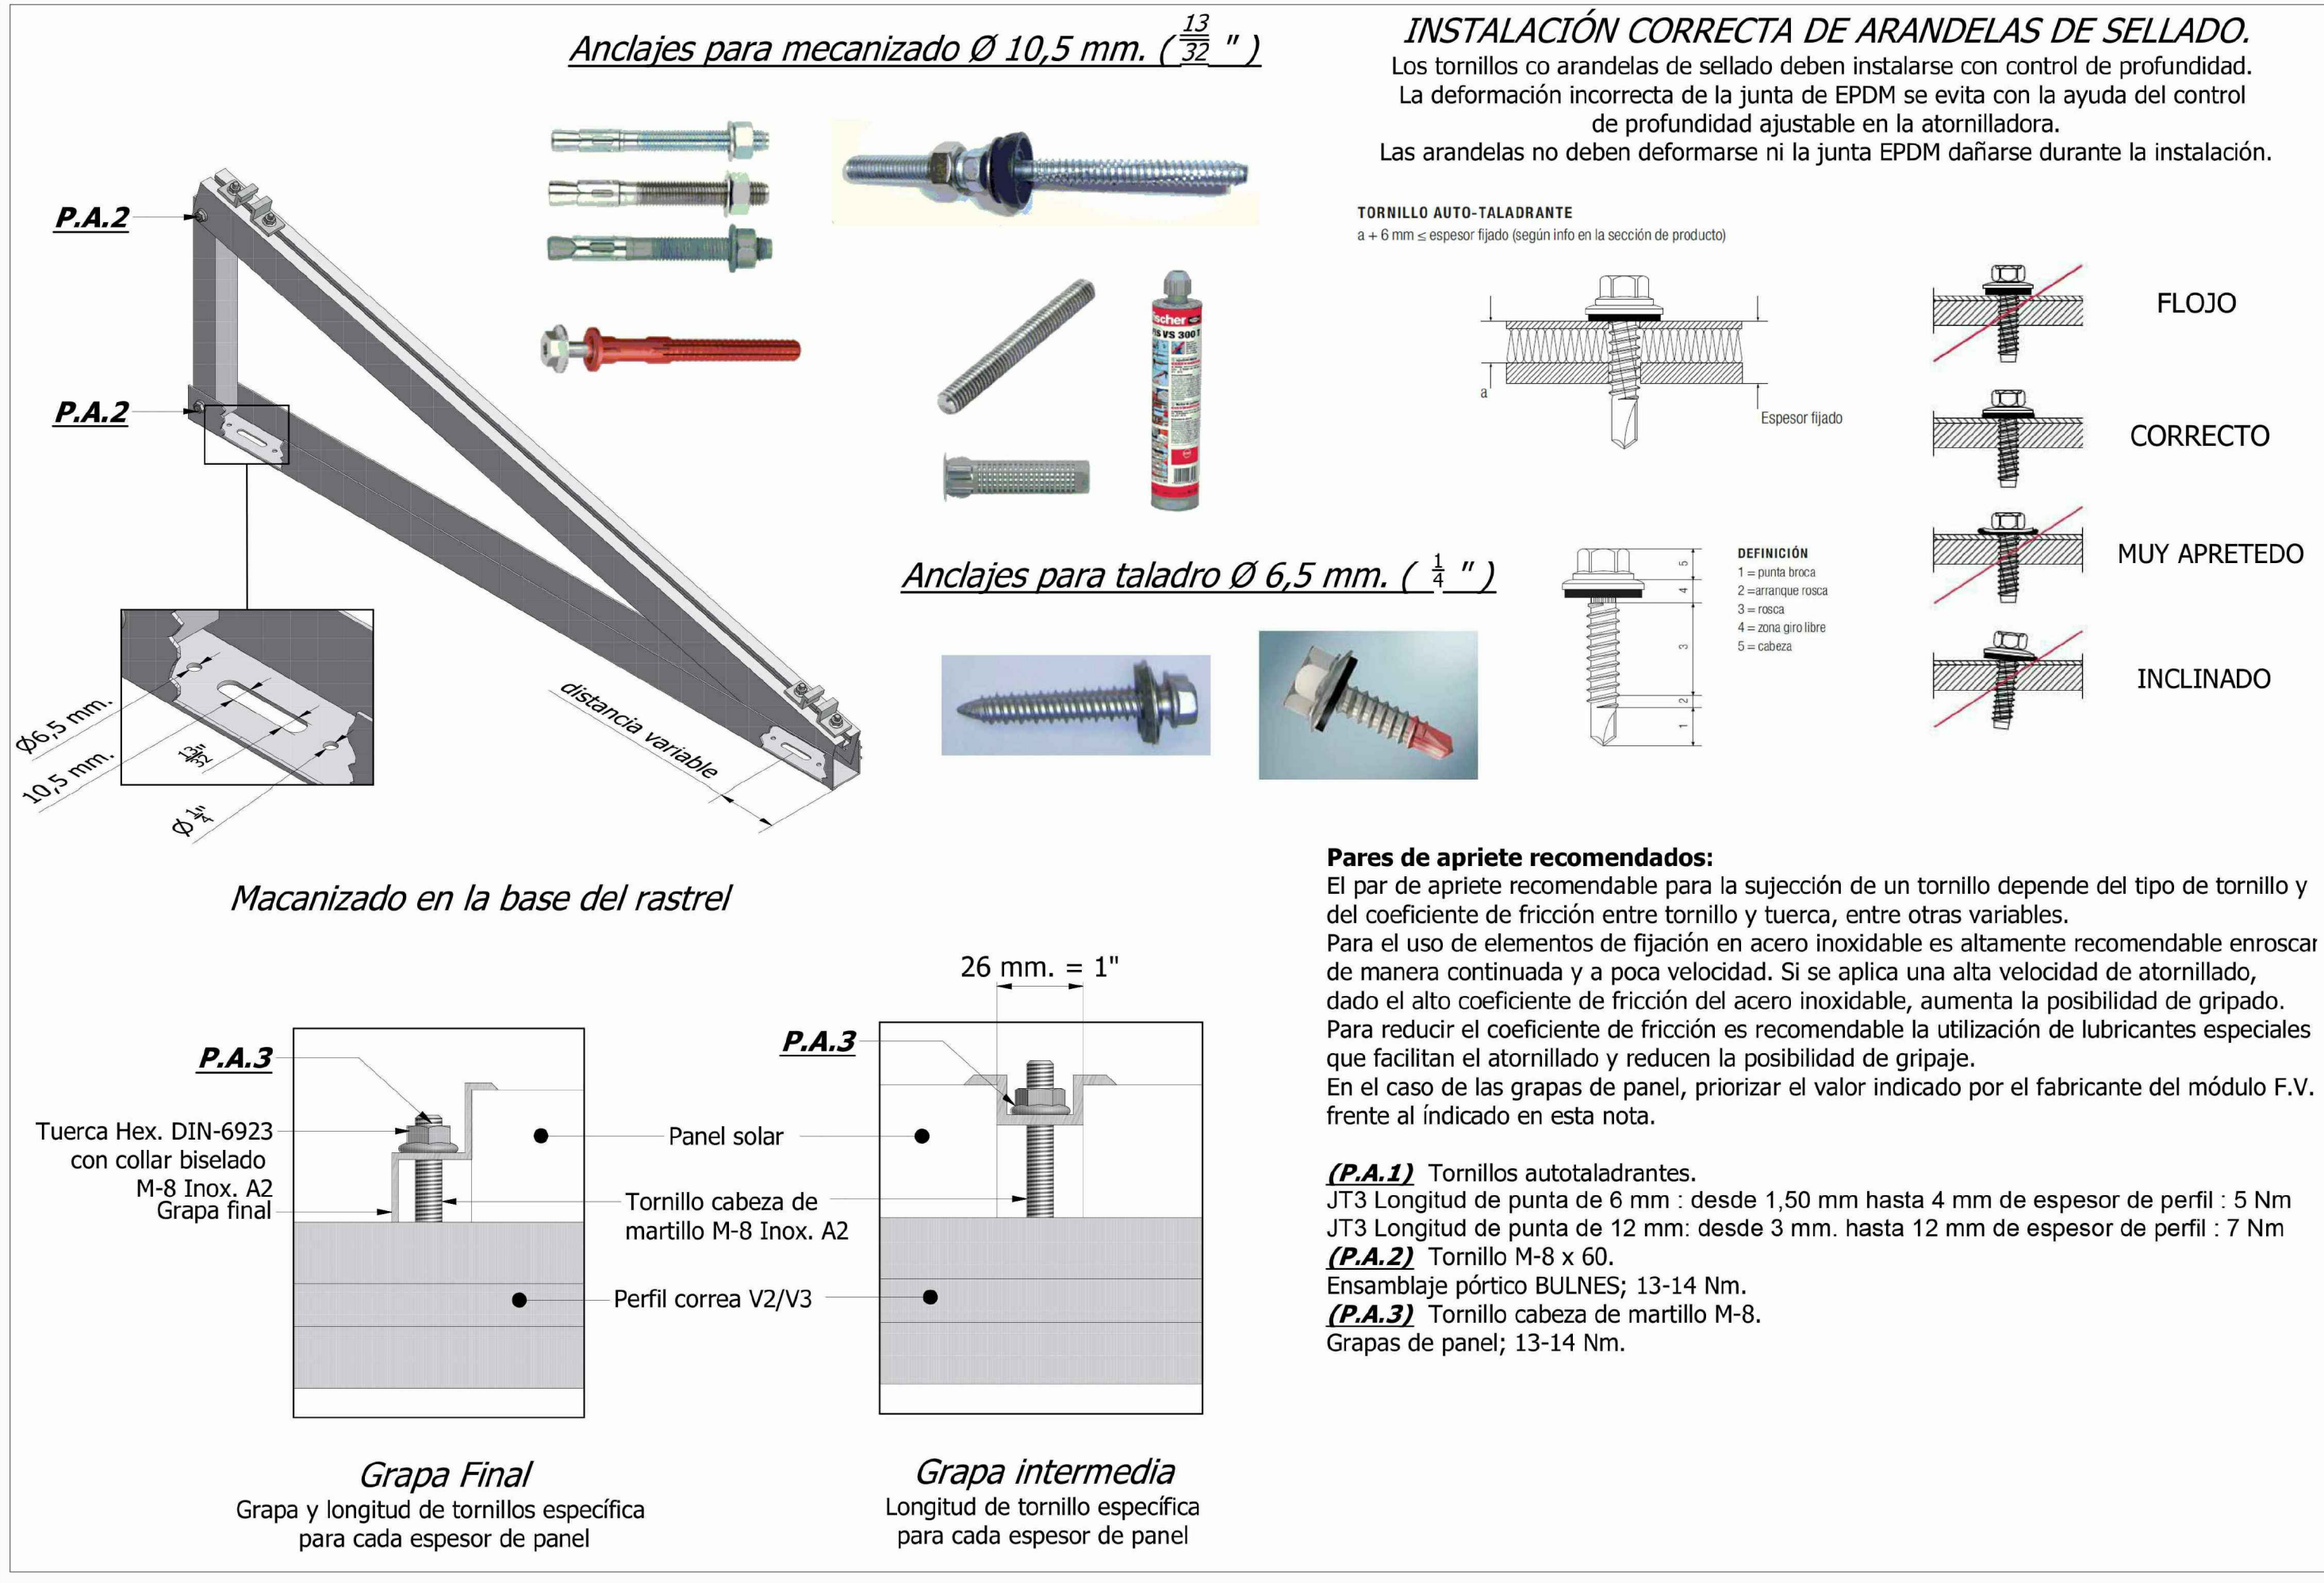 Anclajes para mecanizado Ø 10,5 mm. ( 13/32 " )
P.A.2
P.A.2
Ø6,5 mm.
10,5 mm.
13/32"
Ø 1/4"
distancia variable
Macanizado en la base del rastrel
fischer
FIS VS 300 T
Anclajes para taladro Ø 6,5 mm. ( 1/4 " )
INSTALACIÓN CORRECTA DE ARANDELAS DE SELLADO.
Los tornillos co arandelas de sellado deben instalarse con control de profundidad.
La deformación incorrecta de la junta de EPDM se evita con la ayuda del control
de profundidad ajustable en la atornilladora.
Las arandelas no deben deformarse ni la junta EPDM dañarse durante la instalación.
TORNILLO AUTO-TALADRANTE
a + 6 mm ≤ espesor fijado (según info en la sección de producto)
a
Espesor fijado
FLOJO
CORRECTO
MUY APRETEDO
INCLINADO
5
4
3
2
1
DEFINICIÓN
1 = punta broca
2 =arranque rosca
3 = rosca
4 = zona giro libre
5 = cabeza
Pares de apriete recomendados:
El par de apriete recomendable para la sujección de un tornillo depende del tipo de tornillo y
del coeficiente de fricción entre tornillo y tuerca, entre otras variables.
Para el uso de elementos de fijación en acero inoxidable es altamente recomendable enroscar
de manera continuada y a poca velocidad. Si se aplica una alta velocidad de atornillado,
dado el alto coeficiente de fricción del acero inoxidable, aumenta la posibilidad de gripado.
Para reducir el coeficiente de fricción es recomendable la utilización de lubricantes especiales
que facilitan el atornillado y reducen la posibilidad de gripaje.
En el caso de las grapas de panel, priorizar el valor indicado por el fabricante del módulo F.V.
frente al índicado en esta nota.
(P.A.1) Tornillos autotaladrantes.
JT3 Longitud de punta de 6 mm : desde 1,50 mm hasta 4 mm de espesor de perfil : 5 Nm
JT3 Longitud de punta de 12 mm: desde 3 mm. hasta 12 mm de espesor de perfil : 7 Nm
(P.A.2) Tornillo M-8 x 60.
Ensamblaje pórtico BULNES; 13-14 Nm.
(P.A.3) Tornillo cabeza de martillo M-8.
Grapas de panel; 13-14 Nm.
26 mm. = 1"
P.A.3
P.A.3
Tuerca Hex. DIN-6923
con collar biselado
M-8 Inox. A2
Grapa final
Panel solar
Tornillo cabeza de
martillo M-8 Inox. A2
Perfil correa V2/V3
Grapa Final
Grapa y longitud de tornillos específica
para cada espesor de panel
Grapa intermedia
Longitud de tornillo específica
para cada espesor de panel